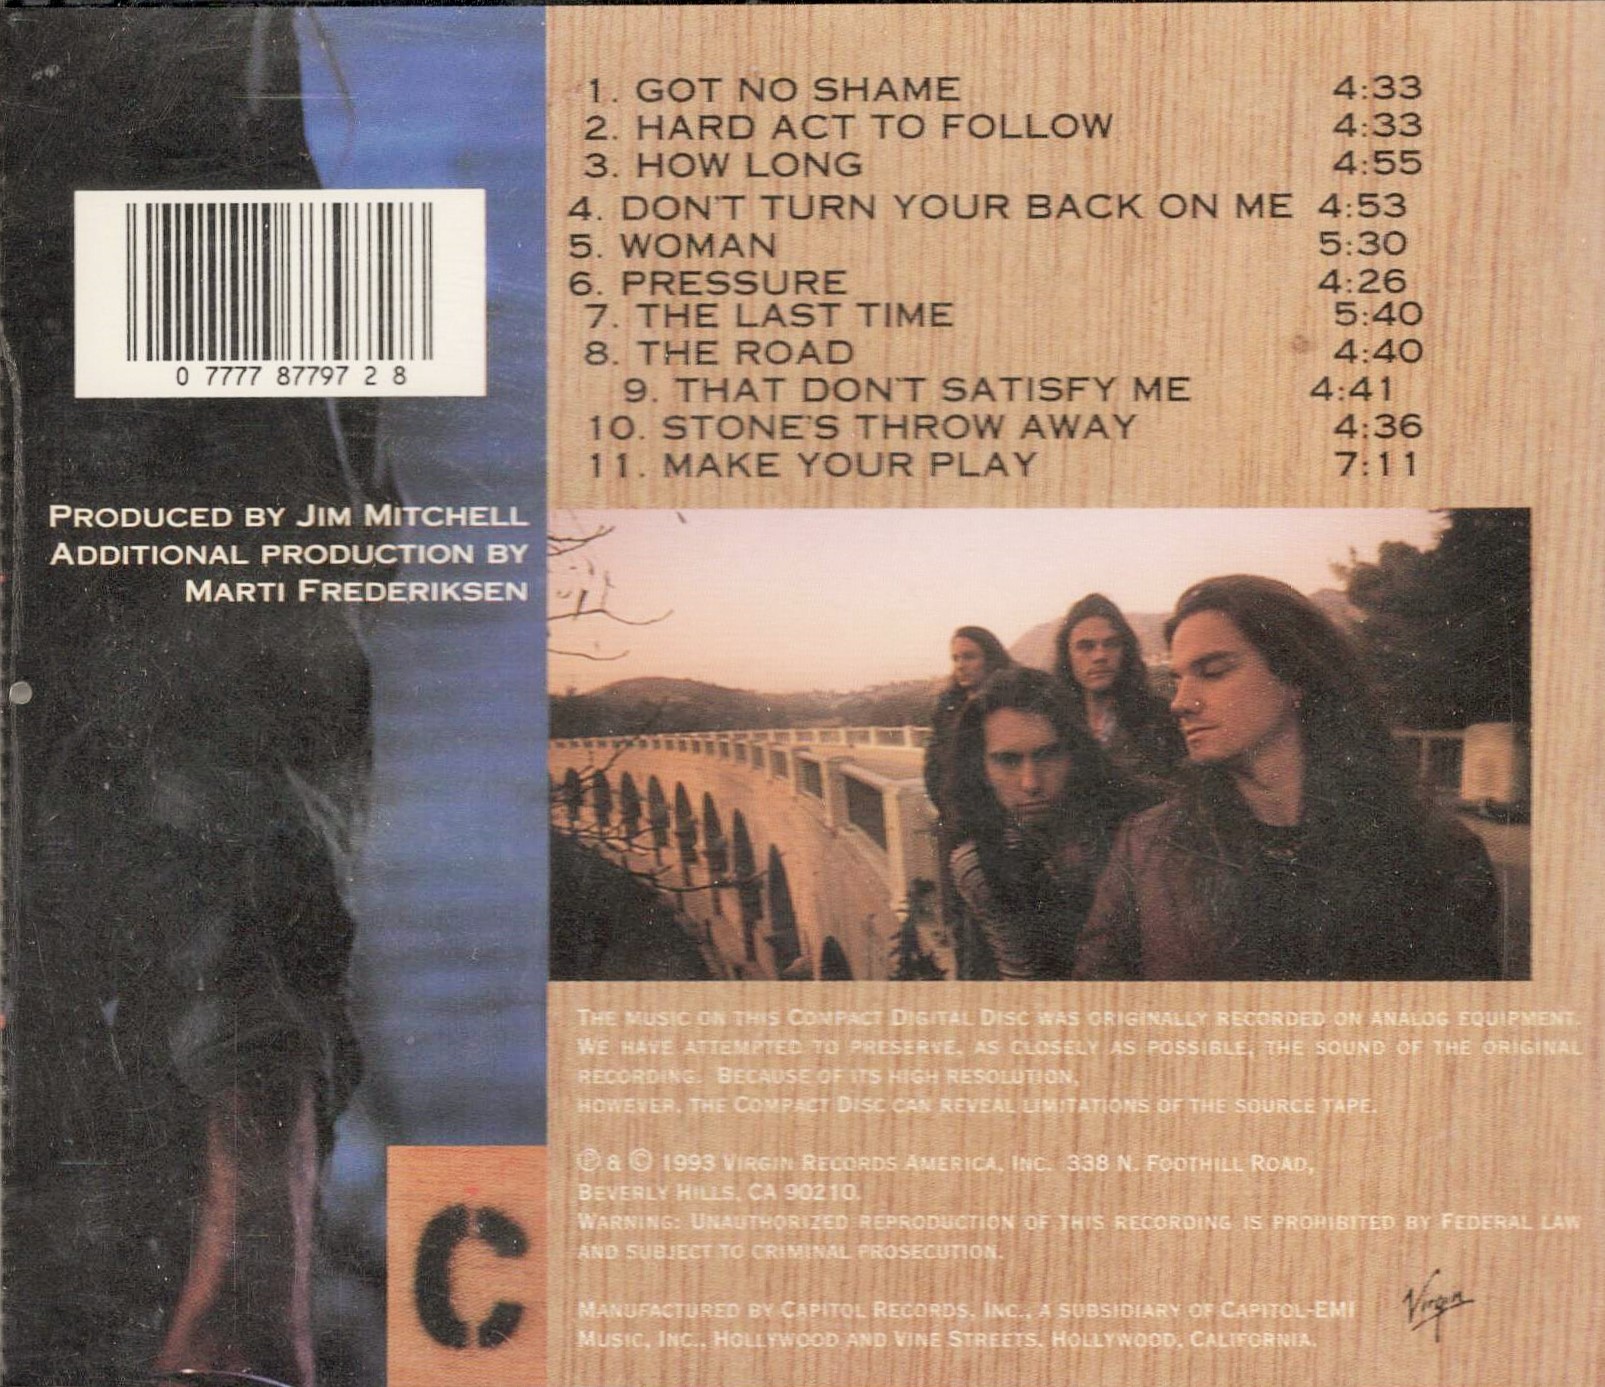 1. GOT NO SHAME 4:33
2. HARD ACT TO FOLLOW 4:33
3. HOW LONG 4:55
4. DON'T TURN YOUR BACK ON ME 4:53
5. WOMAN 5:30
6. PRESSURE 4:26
7. THE LAST TIME 5:40
8. THE ROAD 4:40
9. THAT DON'T SATISFY ME 4:41
10. STONE'S THROW AWAY 4:36
11. MAKE YOUR PLAY 7:11
0 7777 87797 2 8
PRODUCED BY JIM MITCHELL
ADDITIONAL PRODUCTION BY
MARTI FREDERIKSEN
THE MUSIC ON THIS COMPACT DIGITAL DISC WAS ORIGINALLY RECORDED ON ANALOG EQUIPMENT.
WE HAVE ATTEMPTED TO PRESERVE, AS CLOSELY AS POSSIBLE, THE SOUND OF THE ORIGINAL
RECORDING. BECAUSE OF ITS HIGH RESOLUTION,
HOWEVER, THE COMPACT DISC CAN REVEAL LIMITATIONS OF THE SOURCE TAPE.
℗ & © 1993 VIRGIN RECORDS AMERICA, INC. 338 N. FOOTHILL ROAD,
BEVERLY HILLS, CA 90210.
WARNING: UNAUTHORIZED REPRODUCTION OF THIS RECORDING IS PROHIBITED BY FEDERAL LAW
AND SUBJECT TO CRIMINAL PROSECUTION.
MANUFACTURED BY CAPITOL RECORDS, INC., A SUBSIDIARY OF CAPITOL-EMI
MUSIC, INC., HOLLYWOOD AND VINE STREETS, HOLLYWOOD, CALIFORNIA.
Virgin
C